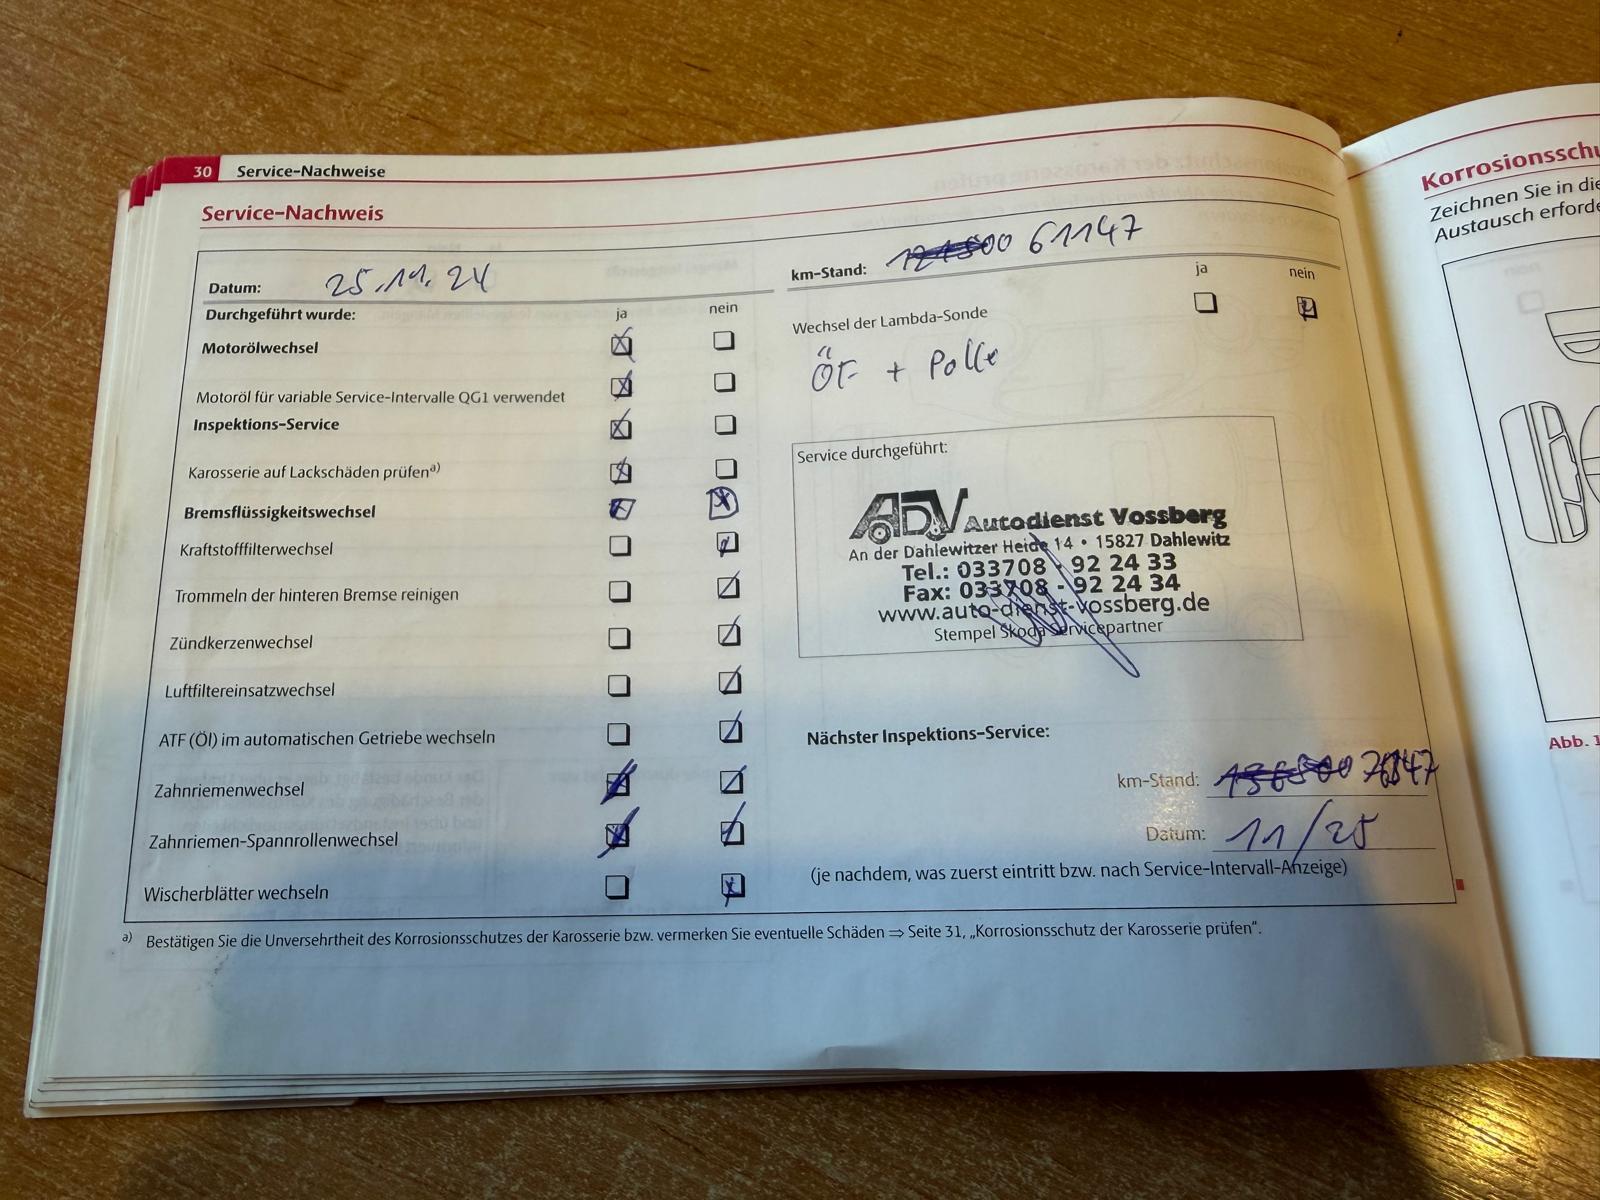 30 Service-Nachweise
Service-Nachweis
Datum: 25.11.24
Durchgeführt wurde: ja nein
Motorölwechsel
Motoröl für variable Service-Intervalle QG1 verwendet
Inspektions-Service
Karosserie auf Lackschäden prüfen a)
Bremsflüssigkeitswechsel
Kraftstofffilterwechsel
Trommeln der hinteren Bremse reinigen
Zündkerzenwechsel
Luftfiltereinsatzwechsel
ATF (Öl) im automatischen Getriebe wechseln
Zahnriemenwechsel
Zahnriemen-Spannrollenwechsel
Wischerblätter wechseln
km-Stand: 61147
ja nein
Wechsel der Lambda-Sonde
ÖF + Polle
Service durchgeführt:
ADV Autodienst Vossberg
An der Dahlewitzer Heide 14 • 15827 Dahlewitz
Tel.: 033708 - 92 24 33
Fax: 033708 - 92 24 34
www.auto-dienst-vossberg.de
Stempel Škoda Servicepartner
Nächster Inspektions-Service:
km-Stand:
Datum: 11/25
(je nachdem, was zuerst eintritt bzw. nach Service-Intervall-Anzeige)
a) Bestätigen Sie die Unversehrtheit des Korrosionsschutzes der Karosserie bzw. vermerken Sie eventuelle Schäden ⇒ Seite 31, „Korrosionsschutz der Karosserie prüfen“.
Korrosionsschu
Zeichnen Sie in die
Austausch erforde
Abb. 1